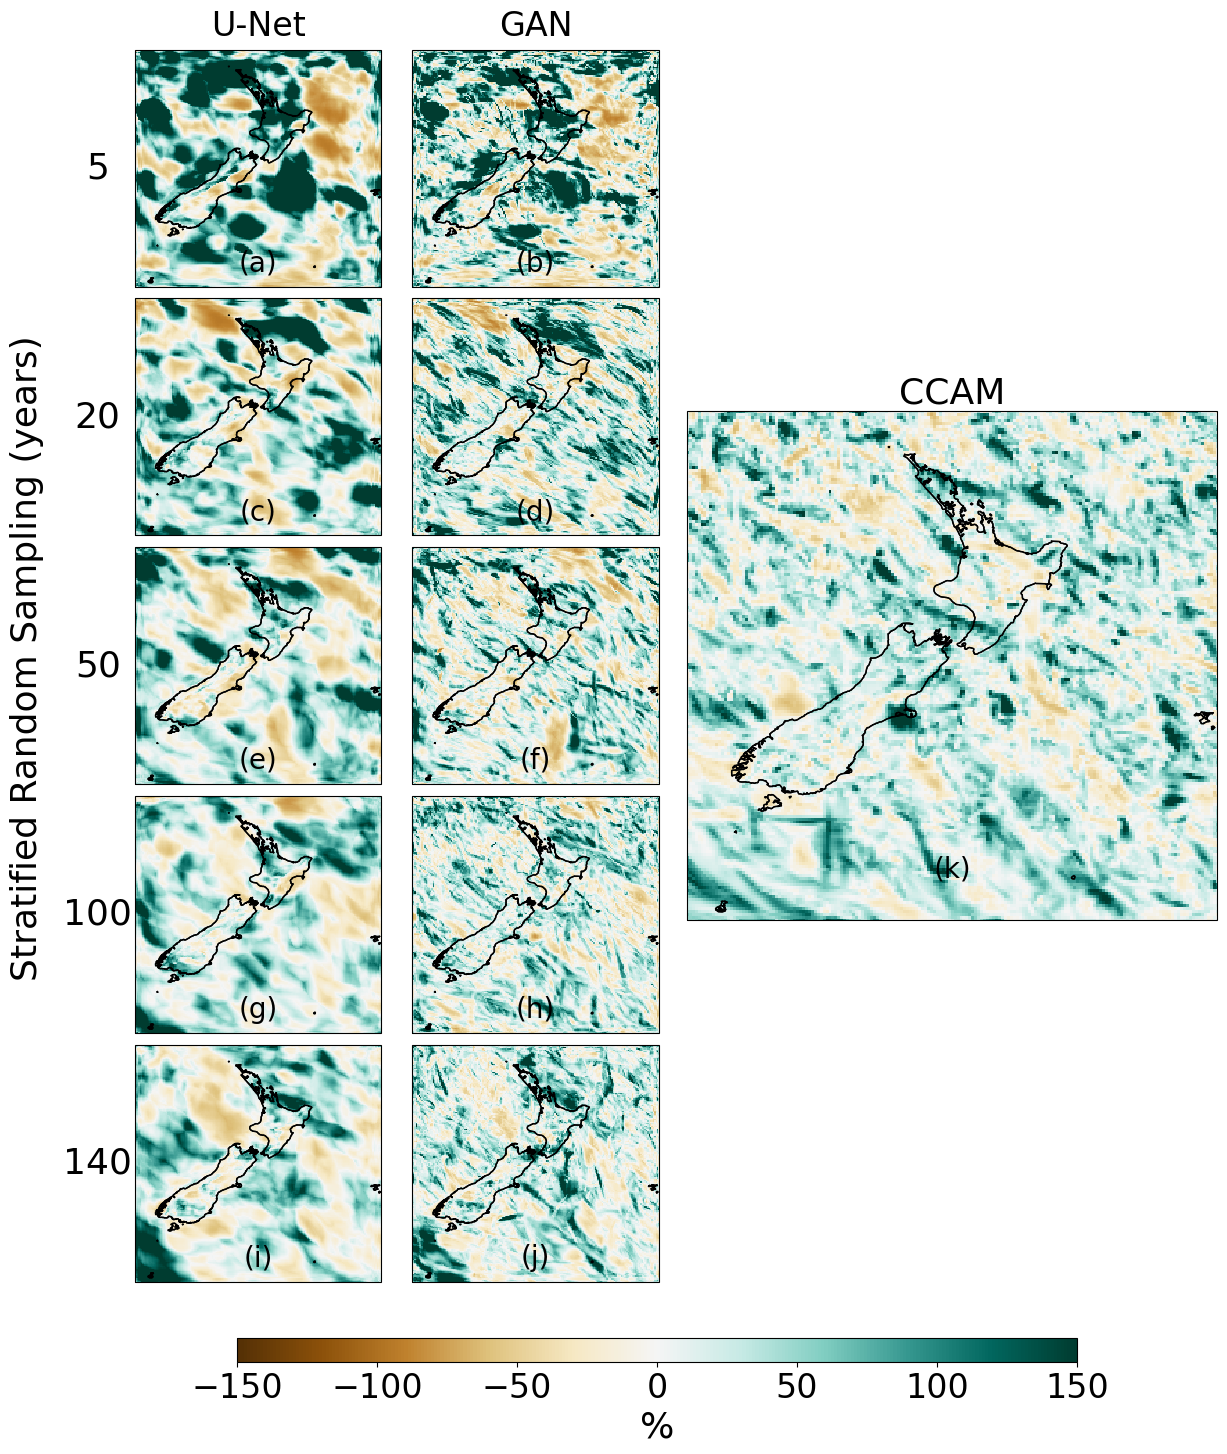 U-Net GAN
Stratified Random Sampling (years)
5
(a) (b)
20
(c) (d)
CCAM
50
(e) (f)
(k)
100
(g) (h)
140
(i) (j)
−150 −100 −50 0 50 100 150
%